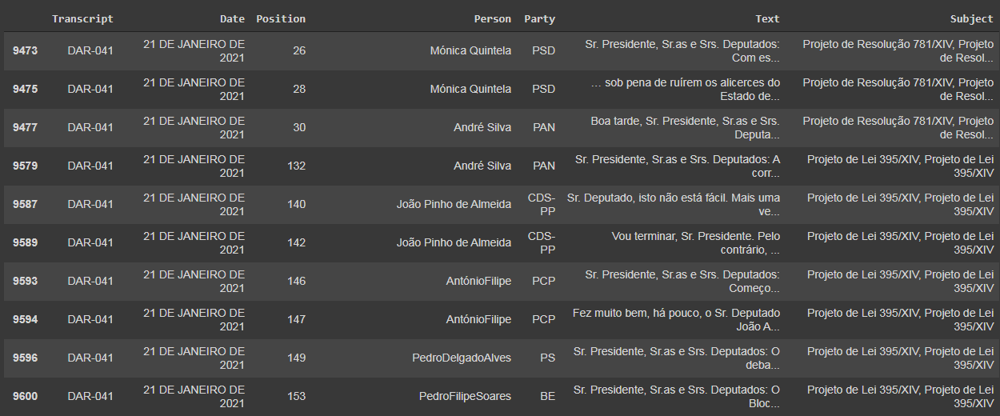 Transcript Date Position Person Party Text Subject
9473 DAR-041 21 DE JANEIRO DE 2021 26 Mónica Quintela PSD Sr. Presidente, Sr.as e Srs. Deputados: Com es... Projeto de Resolução 781/XIV, Projeto de Resol...
9475 DAR-041 21 DE JANEIRO DE 2021 28 Mónica Quintela PSD … sob pena de ruírem os alicerces do Estado de... Projeto de Resolução 781/XIV, Projeto de Resol...
9477 DAR-041 21 DE JANEIRO DE 2021 30 André Silva PAN Boa tarde, Sr. Presidente, Sr.as e Srs. Deputa... Projeto de Resolução 781/XIV, Projeto de Resol...
9579 DAR-041 21 DE JANEIRO DE 2021 132 André Silva PAN Sr. Presidente, Sr.as e Srs. Deputados: A corr... Projeto de Lei 395/XIV, Projeto de Lei 395/XIV
9587 DAR-041 21 DE JANEIRO DE 2021 140 João Pinho de Almeida CDS-PP Sr. Deputado, isto não está fácil. Mais uma ve... Projeto de Lei 395/XIV, Projeto de Lei 395/XIV
9589 DAR-041 21 DE JANEIRO DE 2021 142 João Pinho de Almeida CDS-PP Vou terminar, Sr. Presidente. Pelo contrário, ... Projeto de Lei 395/XIV, Projeto de Lei 395/XIV
9593 DAR-041 21 DE JANEIRO DE 2021 146 AntónioFilipe PCP Sr. Presidente, Sr.as e Srs. Deputados: Começo... Projeto de Lei 395/XIV, Projeto de Lei 395/XIV
9594 DAR-041 21 DE JANEIRO DE 2021 147 AntónioFilipe PCP Fez muito bem, há pouco, o Sr. Deputado João A... Projeto de Lei 395/XIV, Projeto de Lei 395/XIV
9596 DAR-041 21 DE JANEIRO DE 2021 149 PedroDelgadoAlves PS Sr. Presidente, Sr.as e Srs. Deputados: O deba... Projeto de Lei 395/XIV, Projeto de Lei 395/XIV
9600 DAR-041 21 DE JANEIRO DE 2021 153 PedroFilipeSoares BE Sr. Presidente, Sr.as e Srs. Deputados: O Bloc... Projeto de Lei 395/XIV, Projeto de Lei 395/XIV